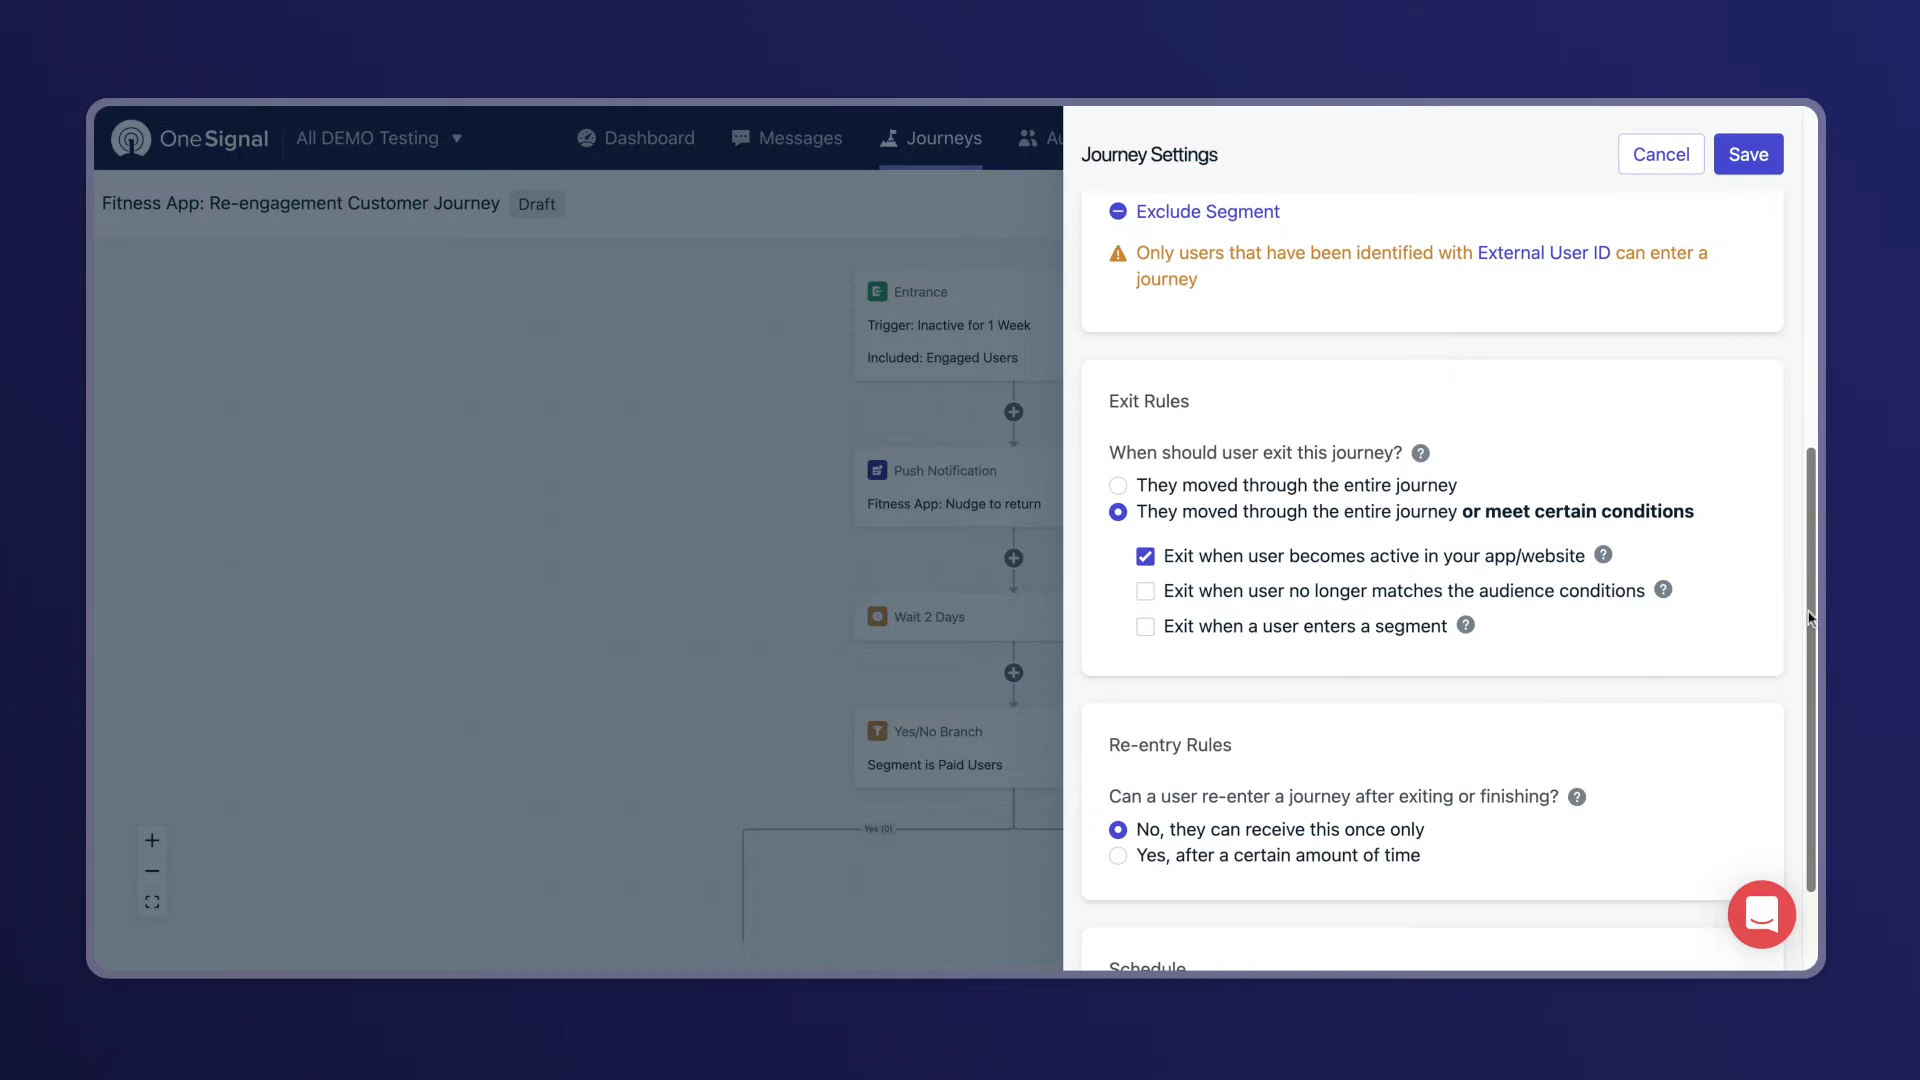 OneSignal
All DEMO Testing
Dashboard
Messages
Journeys
Au
Fitness App: Re-engagement Customer Journey
Draft
Entrance
Trigger: Inactive for 1 Week
Included: Engaged Users
Push Notification
Fitness App: Nudge to return
Wait 2 Days
Yes/No Branch
Segment is Paid Users
Yes (0)
Journey Settings
Cancel
Save
Exclude Segment
Only users that have been identified with External User ID can enter a
journey
Exit Rules
When should user exit this journey?
They moved through the entire journey
They moved through the entire journey or meet certain conditions
Exit when user becomes active in your app/website
Exit when user no longer matches the audience conditions
Exit when a user enters a segment
Re-entry Rules
Can a user re-enter a journey after exiting or finishing?
No, they can receive this once only
Yes, after a certain amount of time
Schedule